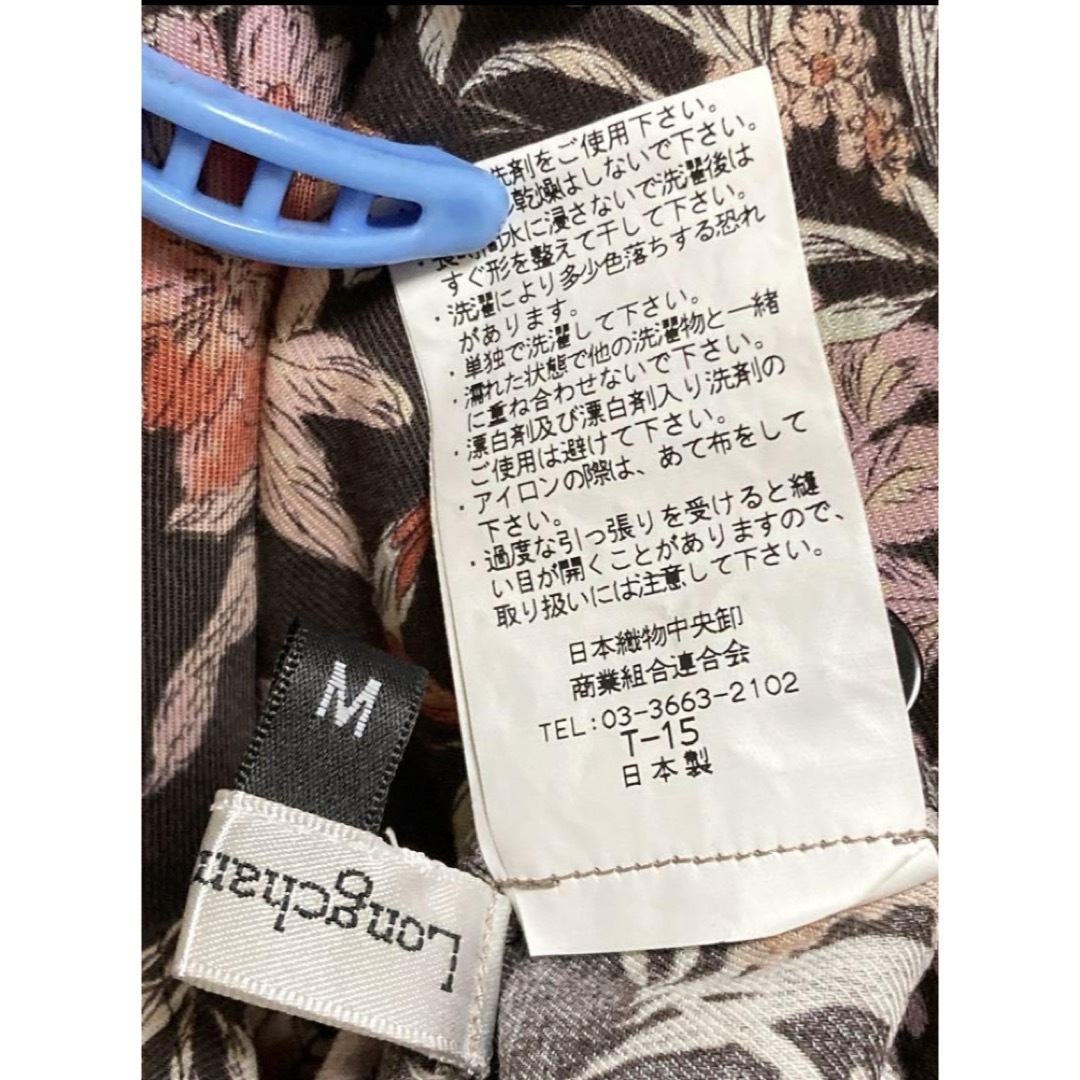 洗剤をご使用下さい。
乾燥はしないで下さい。
・長時間水に浸さないで洗濯後は
すぐ形を整えて干して下さい。
・洗濯により多少色落ちする恐れ
があります。
・単独で洗濯して下さい。
・濡れた状態で他の洗濯物と一緒
に重ね合わせないで下さい。
・漂白剤及び漂白剤入り洗剤の
ご使用は避けて下さい。
・アイロンの際は、あて布をして
下さい。
・過度な引っ張りを受けると縫
い目が開くことがありますので、
取り扱いには注意して下さい。
日本織物中央卸
商業組合連合会
TEL:03-3663-2102
T-15
日本製
M
Longcham